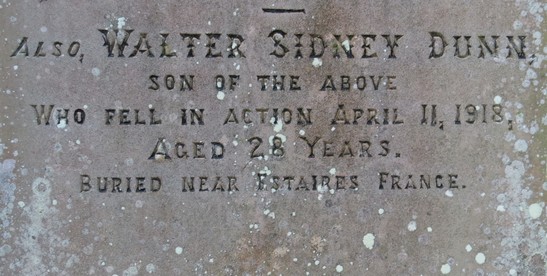 Also, Walter Sidney Dunn,
son of the above
Who fell in action April 11, 1918,
Aged 28 Years.
Buried near Estaires France.